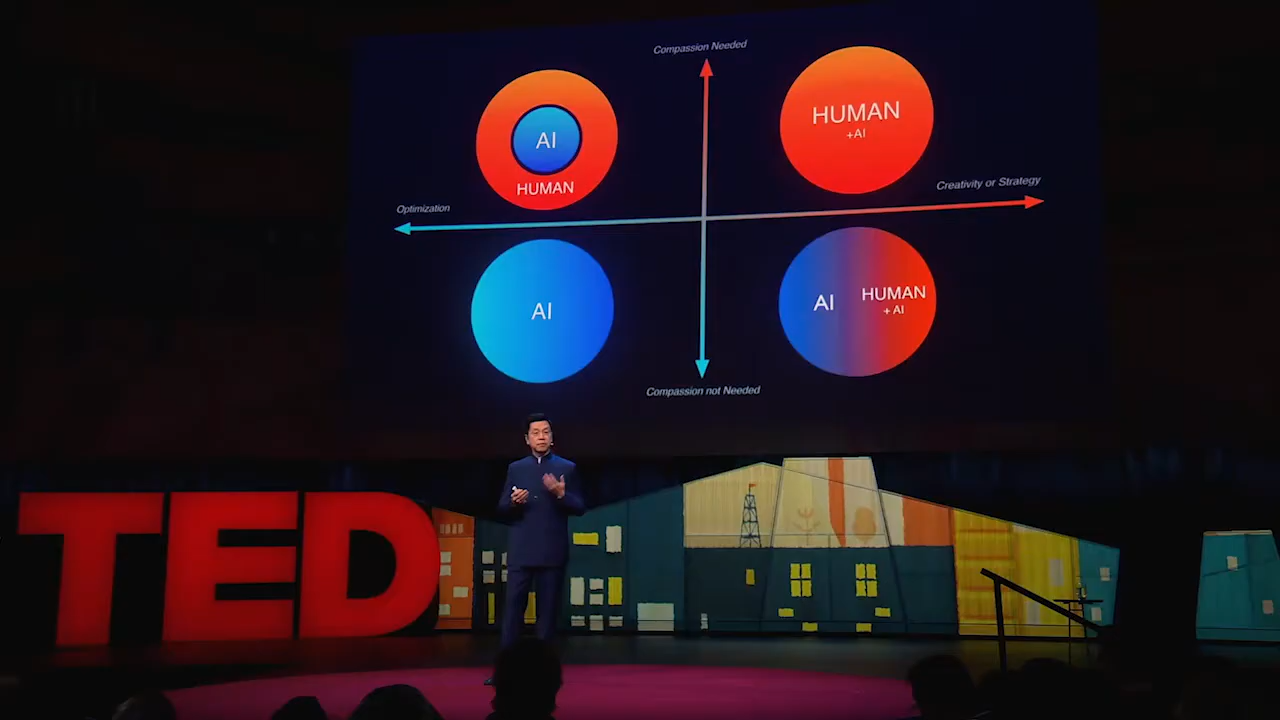 Compassion Needed
AI
HUMAN
HUMAN
+AI
Optimization
Creativity or Strategy
AI
AI
HUMAN
+ AI
Compassion not Needed
TED